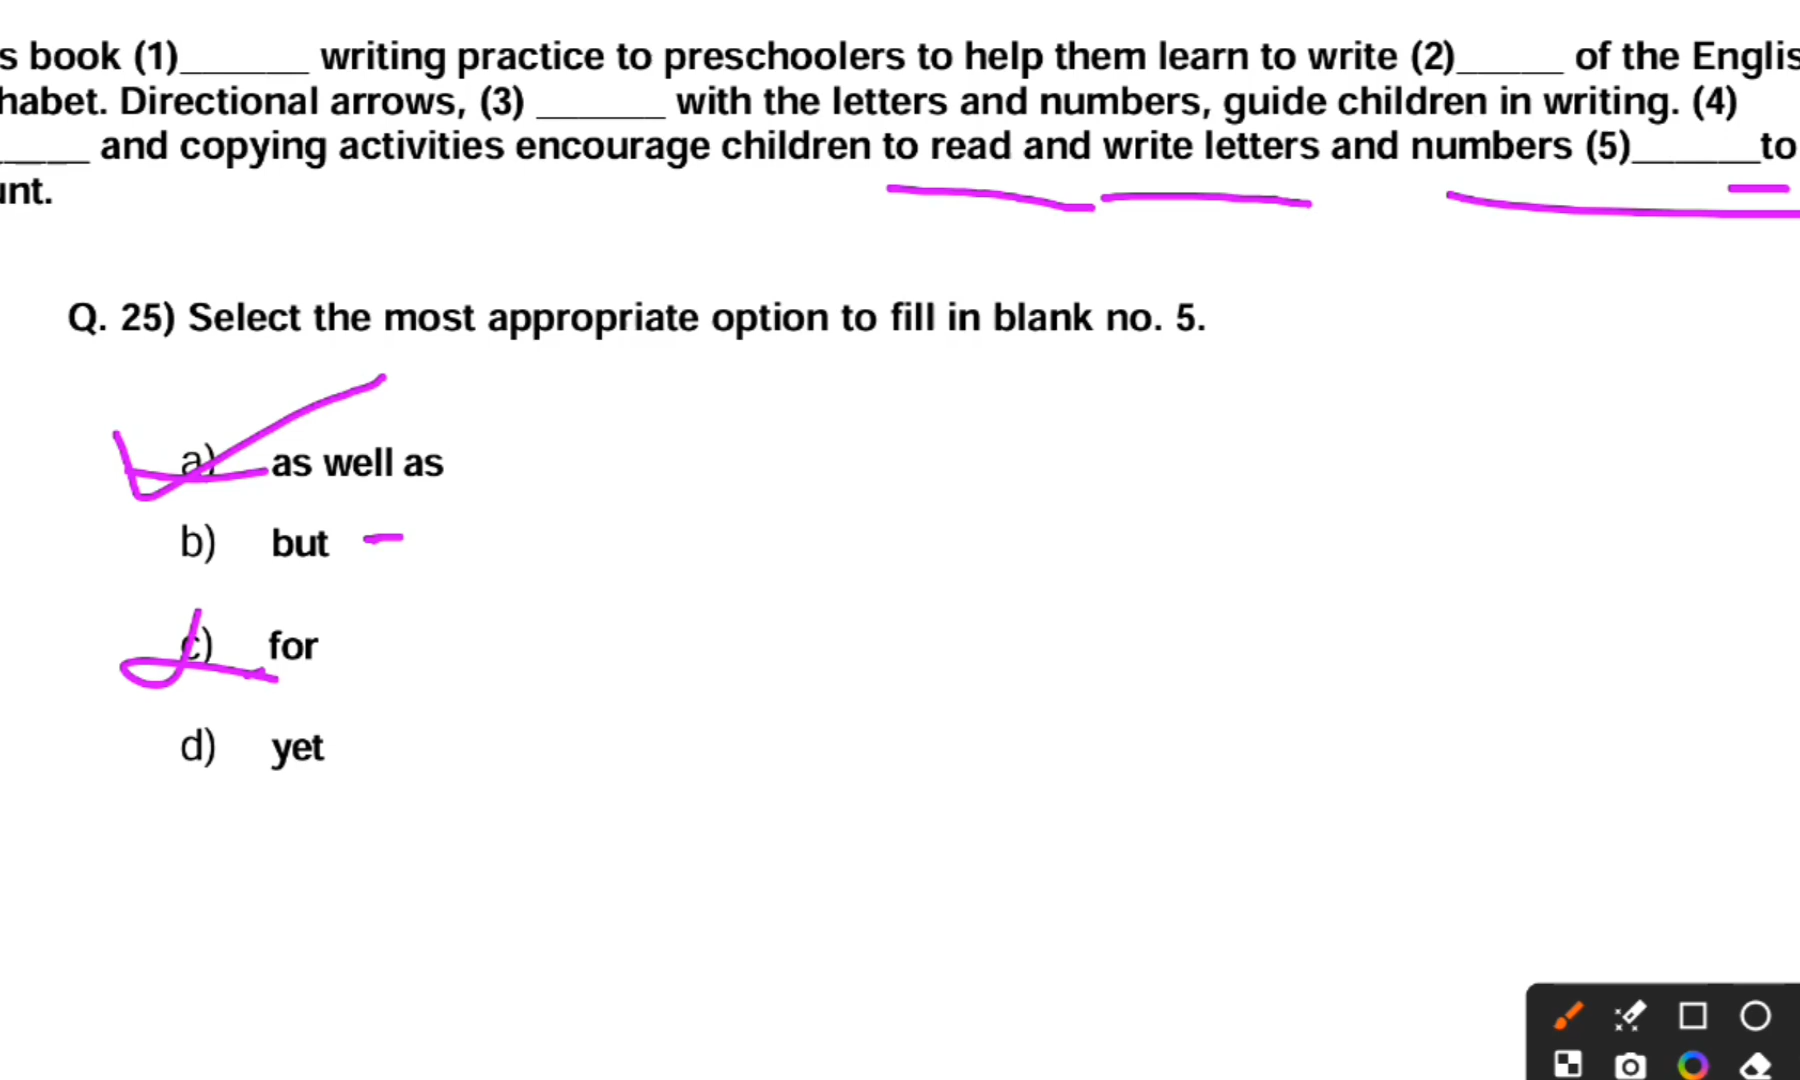 s book (1)______ writing practice to preschoolers to help them learn to write (2)_____ of the Englis
habet. Directional arrows, (3) ______ with the letters and numbers, guide children in writing. (4)
____ and copying activities encourage children to read and write letters and numbers (5)______to
unt.
Q. 25) Select the most appropriate option to fill in blank no. 5.
a) as well as
b) but
c) for
d) yet